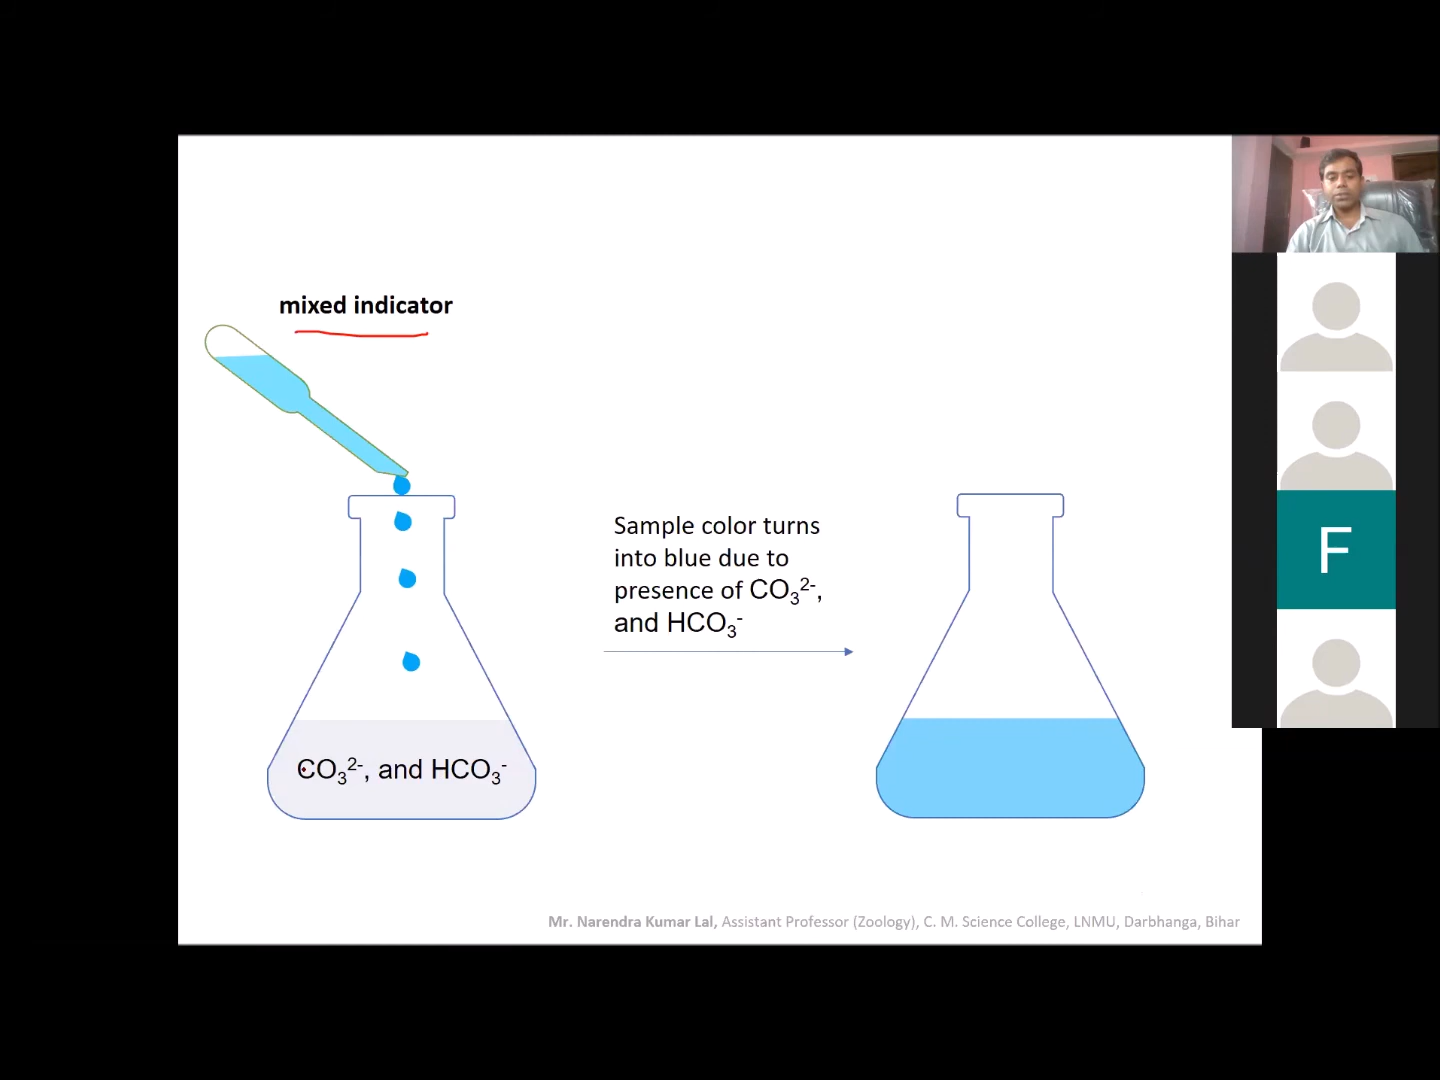 mixed indicator
Sample color turns
into blue due to
presence of CO₃²⁻,
and HCO₃⁻
CO₃²⁻, and HCO₃⁻
F
Mr. Narendra Kumar Lal, Assistant Professor (Zoology), C. M. Science College, LNMU, Darbhanga, Bihar